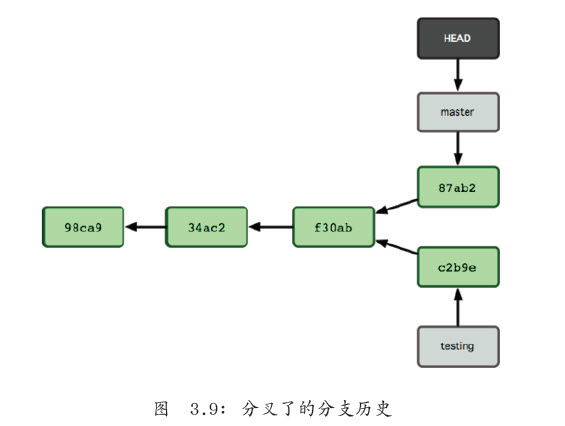 HEAD
master
87ab2
98ca9 34ac2 f30ab
c2b9e
testing
图 3.9: 分叉了的分支历史